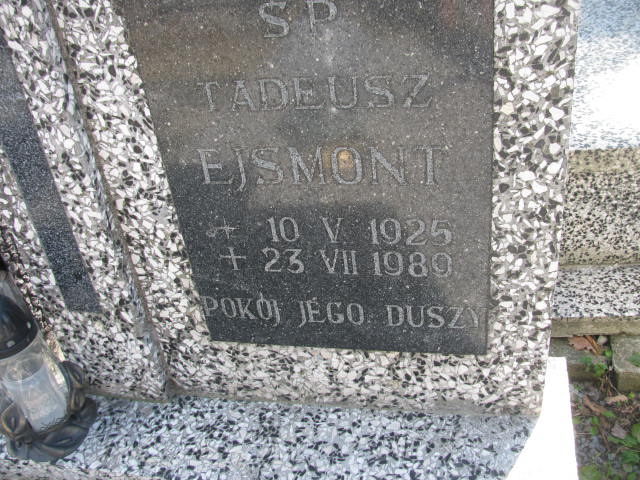 ŚP
TADEUSZ
EJSMONT
* 10 V 1925
+ 23 VII 1989
POKÓJ JEGO DUSZY